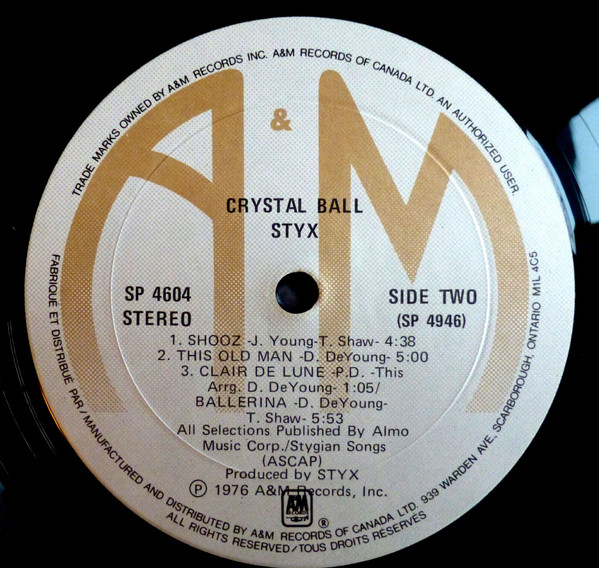 TRADE MARKS OWNED BY A&M RECORDS INC. A&M RECORDS OF CANADA LTD. AN AUTHORIZED USER.
A & M
CRYSTAL BALL
STYX
SP 4604
STEREO
SIDE TWO
(SP 4946)
1. SHOOZ -J. Young-T. Shaw- 4:38
2. THIS OLD MAN -D. DeYoung- 5:00
3. CLAIR DE LUNE -P.D. -This
Arrg. D. DeYoung- 1:05/
BALLERINA -D. DeYoung-
T. Shaw- 5:53
All Selections Published By Almo
Music Corp./Stygian Songs
(ASCAP)
Produced by STYX
℗ 1976 A&M Records, Inc.
AM
RECORDS
®
FABRIQUÉ ET DISTRIBUÉ PAR/MANUFACTURED AND DISTRIBUTED BY A&M RECORDS OF CANADA LTD. 939 WARDEN AVE, SCARBOROUGH, ONTARIO M1L 4C5
ALL RIGHTS RESERVED/TOUS DROITS RÉSERVÉS